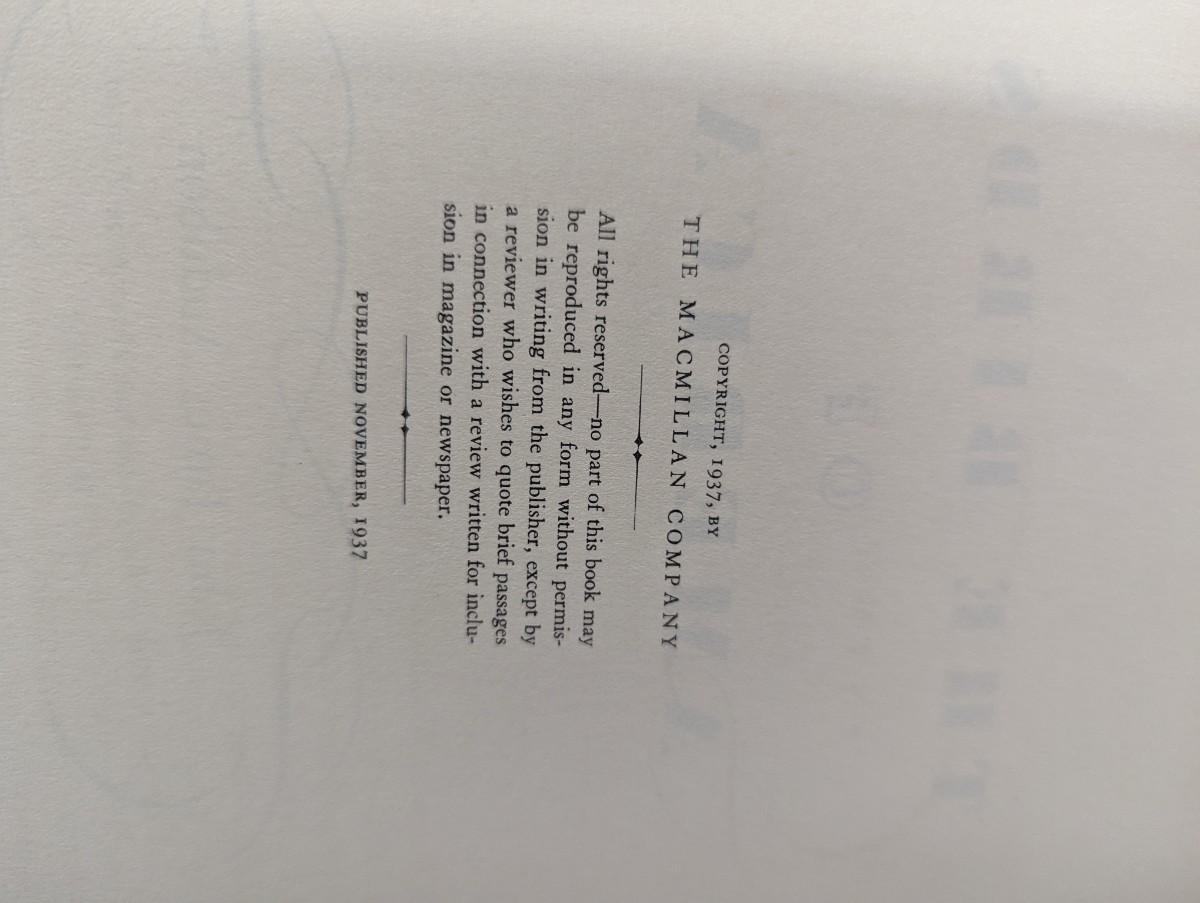 COPYRIGHT, 1937, BY
THE MACMILLAN COMPANY
All rights reserved—no part of this book may
be reproduced in any form without permis-
sion in writing from the publisher, except by
a reviewer who wishes to quote brief passages
in connection with a review written for inclu-
sion in magazine or newspaper.
PUBLISHED NOVEMBER, 1937